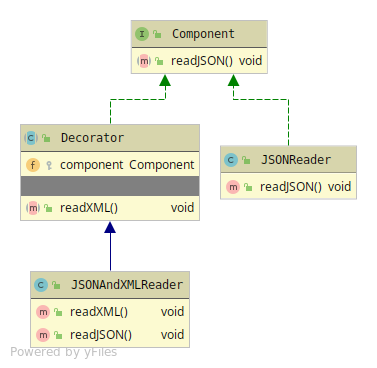 Component
readJSON() void
Decorator
component Component
readXML() void
JSONReader
readJSON() void
JSONAndXMLReader
readXML() void
readJSON() void
Powered by yFiles